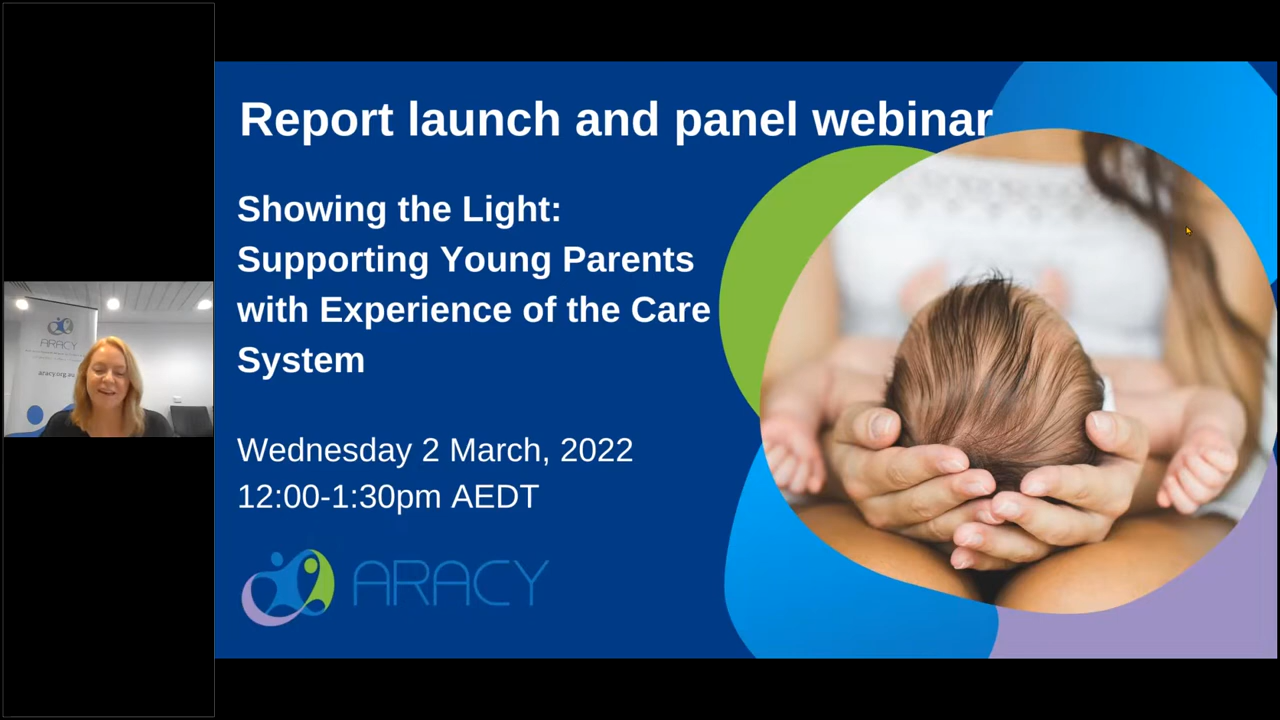 Report launch and panel webinar
Showing the Light:
Supporting Young Parents
with Experience of the Care
System
Wednesday 2 March, 2022
12:00-1:30pm AEDT
ARACY
ARACY
aracy.org.au